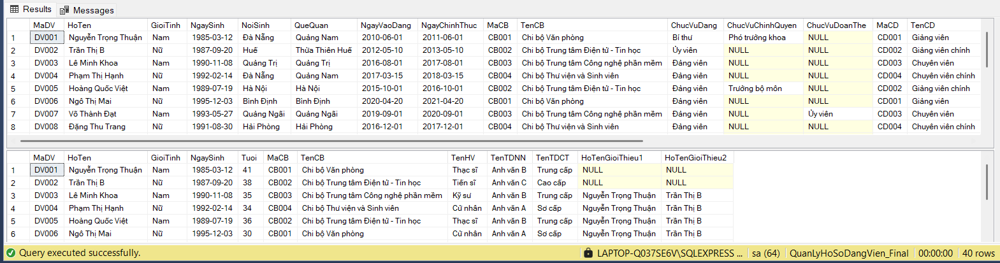 Results Messages
MaDV HoTen GioiTinh NgaySinh NoiSinh QueQuan NgayVaoDang NgayChinhThuc MaCB TenCB ChucVuDang ChucVuChinhQuyen ChucVuDoanThe MaCD TenCD
1 DV001 Nguyễn Trọng Thuận Nam 1985-03-12 Đà Nẵng Quảng Nam 2010-06-01 2011-06-01 CB001 Chi bộ Văn phòng Bí thư Phó trưởng khoa NULL CD001 Giảng viên
2 DV002 Trần Thị B Nữ 1987-09-20 Huế Thừa Thiên Huế 2012-05-10 2013-05-10 CB002 Chi bộ Trung tâm Điện tử - Tin học Ủy viên NULL NULL CD002 Giảng viên chính
3 DV003 Lê Minh Khoa Nam 1990-11-08 Quảng Trị Quảng Trị 2016-08-01 2017-08-01 CB003 Chi bộ Trung tâm Công nghệ phần mềm Đảng viên NULL NULL CD003 Chuyên viên
4 DV004 Phạm Thị Hạnh Nữ 1992-02-14 Đà Nẵng Quảng Nam 2017-03-15 2018-03-15 CB004 Chi bộ Thư viện và Sinh viên Đảng viên NULL NULL CD004 Chuyên viên chính
5 DV005 Hoàng Quốc Việt Nam 1989-07-19 Hà Nội Hà Nội 2015-10-01 2016-10-01 CB002 Chi bộ Trung tâm Điện tử - Tin học Đảng viên Trưởng bộ môn NULL CD002 Giảng viên chính
6 DV006 Ngô Thị Mai Nữ 1995-12-03 Bình Định Bình Định 2020-04-20 2021-04-20 CB001 Chi bộ Văn phòng Đảng viên NULL NULL CD001 Giảng viên
7 DV007 Võ Thành Đạt Nam 1993-05-27 Quảng Ngãi Quảng Ngãi 2019-09-01 2020-09-01 CB003 Chi bộ Trung tâm Công nghệ phần mềm Đảng viên NULL Ủy viên CD003 Chuyên viên
8 DV008 Đặng Thu Trang Nữ 1991-08-30 Hải Phòng Hải Phòng 2016-12-01 2017-12-01 CB004 Chi bộ Thư viện và Sinh viên Đảng viên NULL NULL CD004 Chuyên viên chính
MaDV HoTen GioiTinh NgaySinh Tuoi MaCB TenCB TenHV TenTDNN TenTDCT HoTenGioiThieu1 HoTenGioiThieu2
1 DV001 Nguyễn Trọng Thuận Nam 1985-03-12 41 CB001 Chi bộ Văn phòng Thạc sĩ Anh văn B Trung cấp NULL NULL
2 DV002 Trần Thị B Nữ 1987-09-20 38 CB002 Chi bộ Trung tâm Điện tử - Tin học Tiến sĩ Anh văn C Cao cấp NULL NULL
3 DV003 Lê Minh Khoa Nam 1990-11-08 35 CB003 Chi bộ Trung tâm Công nghệ phần mềm Kỹ sư Anh văn B Trung cấp Nguyễn Trọng Thuận Trần Thị B
4 DV004 Phạm Thị Hạnh Nữ 1992-02-14 34 CB004 Chi bộ Thư viện và Sinh viên Cử nhân Anh văn A Sơ cấp Nguyễn Trọng Thuận Trần Thị B
5 DV005 Hoàng Quốc Việt Nam 1989-07-19 36 CB002 Chi bộ Trung tâm Điện tử - Tin học Thạc sĩ Anh văn B Trung cấp Nguyễn Trọng Thuận Trần Thị B
6 DV006 Ngô Thị Mai Nữ 1995-12-03 30 CB001 Chi bộ Văn phòng Cử nhân Anh văn A Sơ cấp Nguyễn Trọng Thuận Trần Thị B
Query executed successfully. LAPTOP-Q037SE6V\SQLEXPRESS ... sa (64) QuanLyHoSoDangVien_Final 00:00:00 40 rows